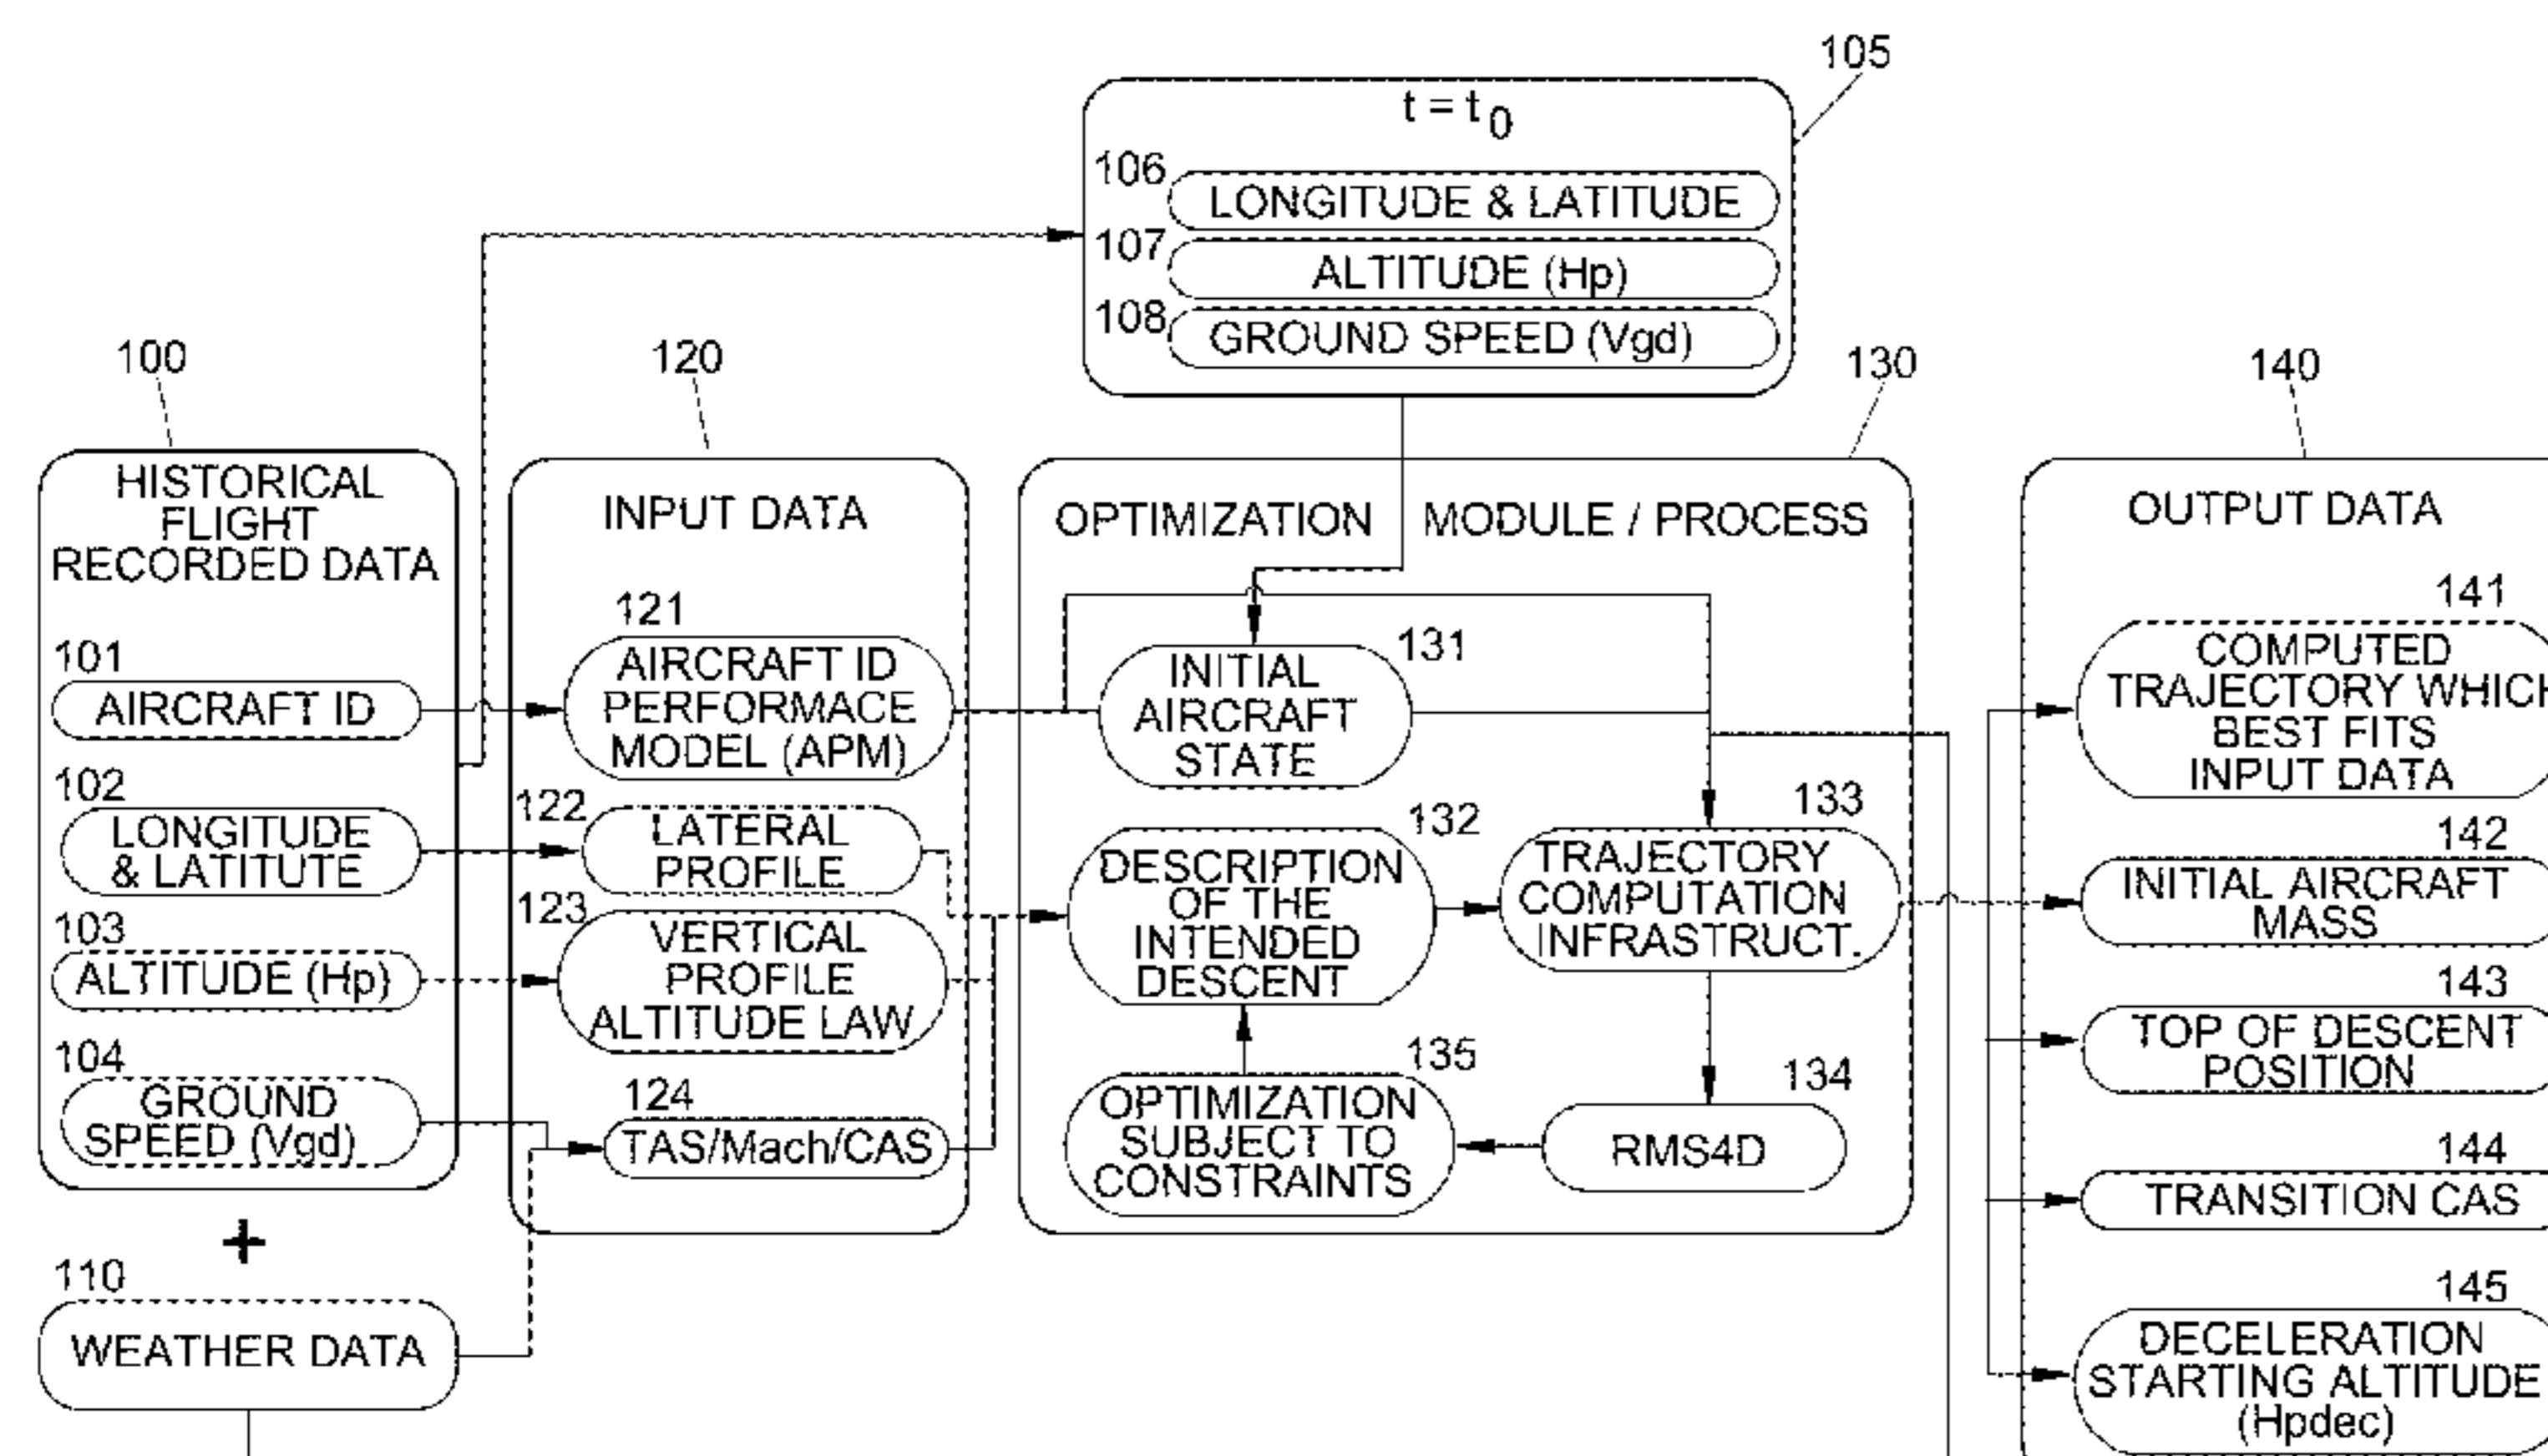 105
t = t0
106
LONGITUDE & LATITUDE
107
ALTITUDE (Hp)
108
GROUND SPEED (Vgd)
100
HISTORICAL
FLIGHT
RECORDED DATA
101
AIRCRAFT ID
102
LONGITUDE
& LATITUTE
103
ALTITUDE (Hp)
104
GROUND
SPEED (Vgd)
+
110
WEATHER DATA
120
INPUT DATA
121
AIRCRAFT ID
PERFORMACE
MODEL (APM)
122
LATERAL
PROFILE
123
VERTICAL
PROFILE
ALTITUDE LAW
124
TAS/Mach/CAS
130
OPTIMIZATION MODULE / PROCESS
131
INITIAL
AIRCRAFT
STATE
132
DESCRIPTION
OF THE
INTENDED
DESCENT
133
TRAJECTORY
COMPUTATION
INFRASTRUCT.
134
RMS4D
135
OPTIMIZATION
SUBJECT TO
CONSTRAINTS
140
OUTPUT DATA
141
COMPUTED
TRAJECTORY WHICH
BEST FITS
INPUT DATA
142
INITIAL AIRCRAFT
MASS
143
TOP OF DESCENT
POSITION
144
TRANSITION CAS
145
DECELERATION
STARTING ALTITUDE
(Hpdec)